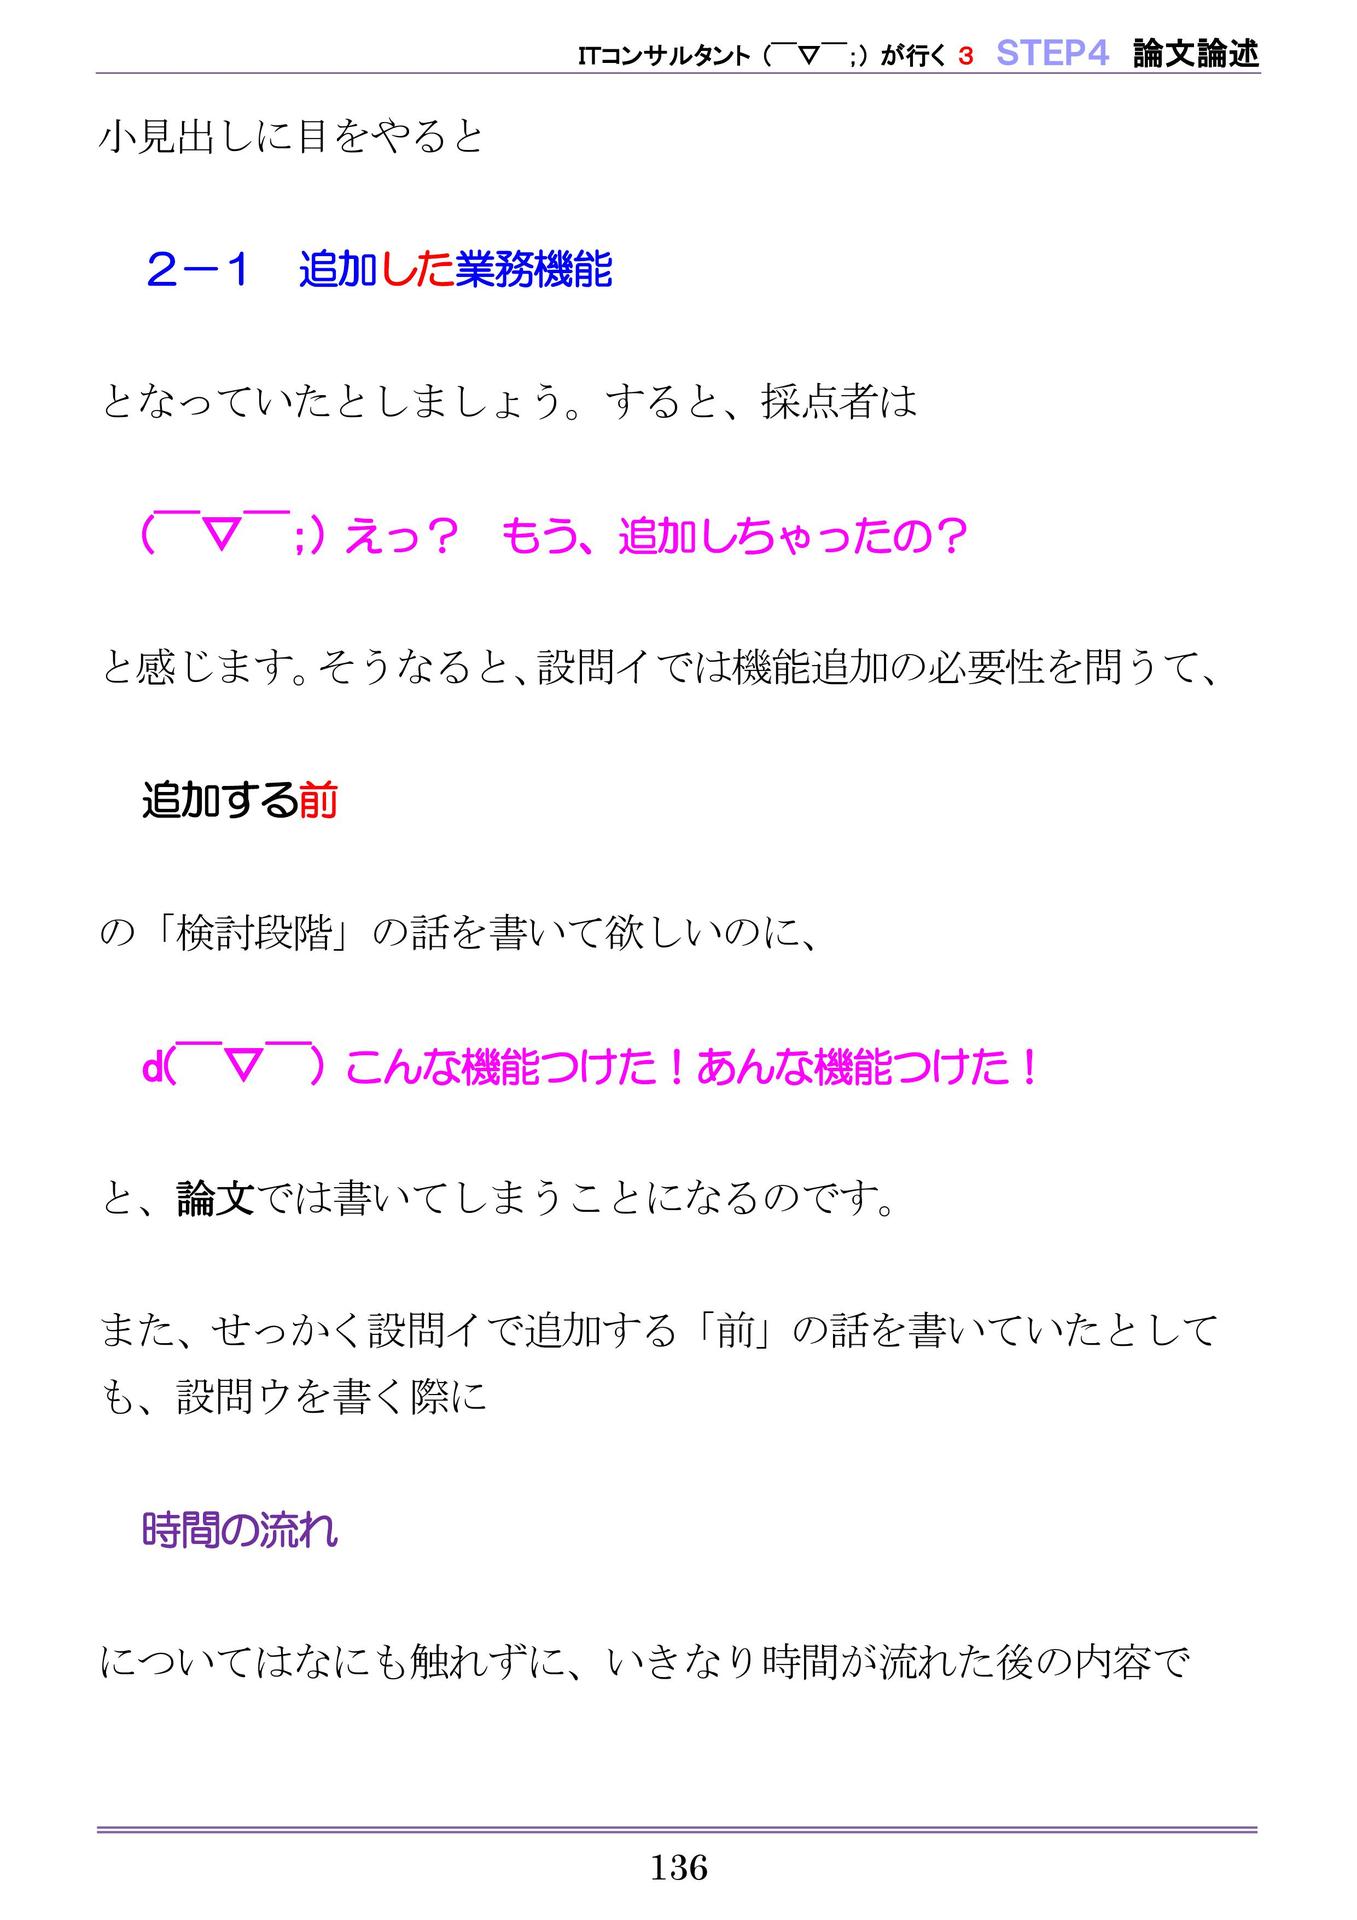 ITコンサルタント（￣▽￣；）が行く 3 STEP4 論文論述
小見出しに目をやると
２－１　追加した業務機能
となっていたとしましょう。すると、採点者は
（￣▽￣；）えっ？　もう、追加しちゃったの？
と感じます。そうなると、設問イでは機能追加の必要性を問うて、
追加する前
の「検討段階」の話を書いて欲しいのに、
d(￣▽￣）こんな機能つけた！あんな機能つけた！
と、論文では書いてしまうことになるのです。
また、せっかく設問イで追加する「前」の話を書いていたとして
も、設問ウを書く際に
時間の流れ
についてはなにも触れずに、いきなり時間が流れた後の内容で
136